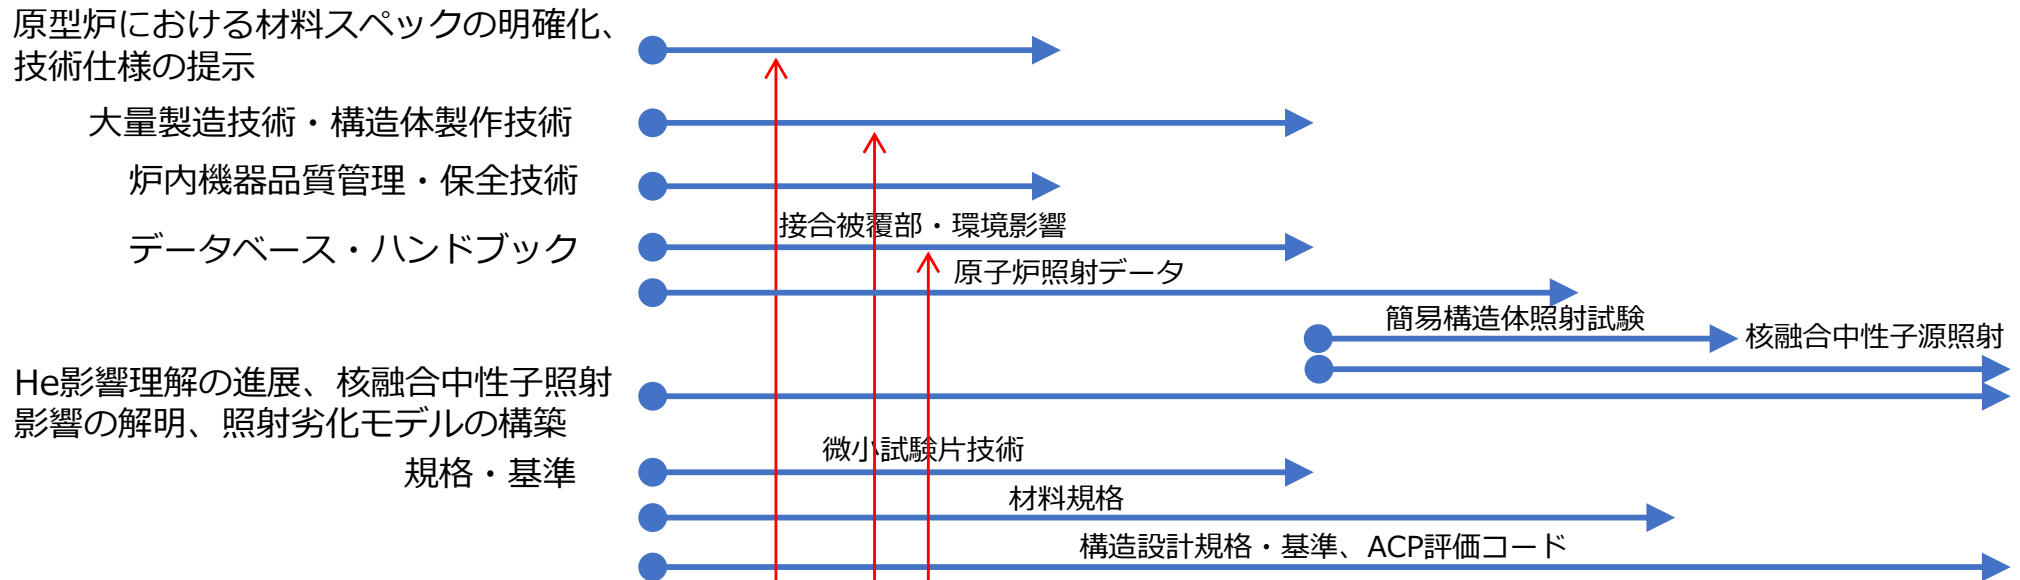 原型炉における材料スペックの明確化、
技術仕様の提示
大量製造技術・構造体製作技術
炉内機器品質管理・保全技術
接合被覆部・環境影響
データベース・ハンドブック
原子炉照射データ
簡易構造体照射試験
核融合中性子源照射
He影響理解の進展、核融合中性子照射
影響の解明、照射劣化モデルの構築
微小試験片技術
規格・基準
材料規格
構造設計規格・基準、ACP評価コード